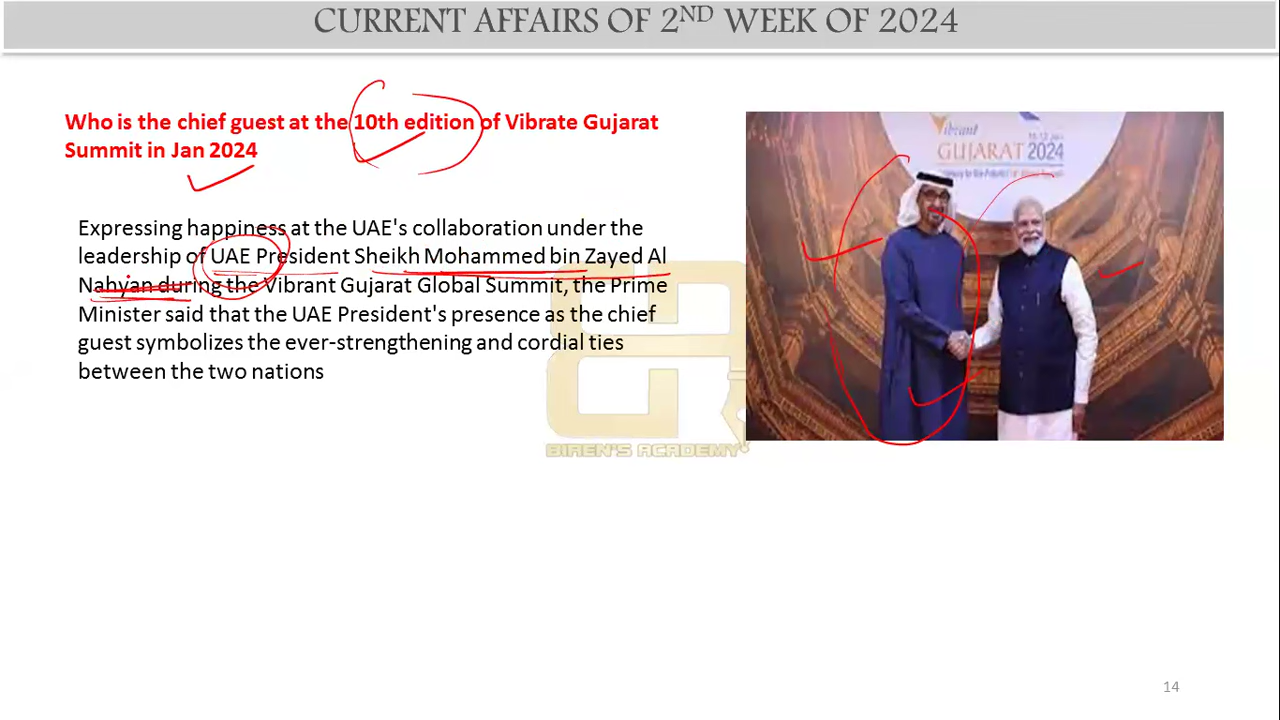 CURRENT AFFAIRS OF 2ND WEEK OF 2024
Who is the chief guest at the 10th edition of Vibrate Gujarat
Summit in Jan 2024
Expressing happiness at the UAE's collaboration under the
leadership of UAE President Sheikh Mohammed bin Zayed Al
Nahyan during the Vibrant Gujarat Global Summit, the Prime
Minister said that the UAE President's presence as the chief
guest symbolizes the ever-strengthening and cordial ties
between the two nations
Vibrant
GUJARAT 2024
BIREN'S ACADEMY
14